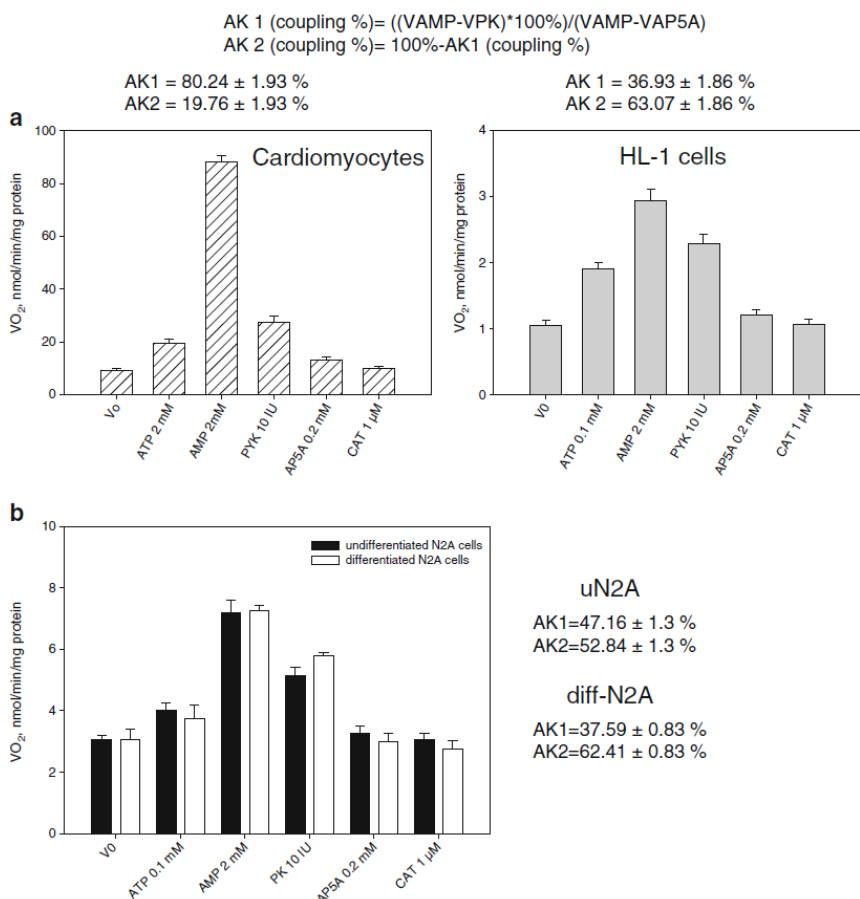 AK 1 (coupling %)= ((VAMP-VPK)*100%)/(VAMP-VAP5A)
AK 2 (coupling %)= 100%-AK1 (coupling %)
AK1 = 80.24 ± 1.93 %
AK2 = 19.76 ± 1.93 %
AK 1 = 36.93 ± 1.86 %
AK 2 = 63.07 ± 1.86 %
a
Cardiomyocytes
VO₂, nmol/min/mg protein
100
80
60
40
20
0
Vo
ATP 2 mM
AMP 2mM
PYK 10 IU
AP5A 0.2 mM
CAT 1 µM
HL-1 cells
VO₂, nmol/min/mg protein
4
3
2
1
0
V0
ATP 0.1 mM
AMP 2 mM
PYK 10 IU
AP5A 0.2 mM
CAT 1 µM
b
undifferentiated N2A cells
differentiated N2A cells
VO₂, nmol/min/mg protein
10
8
6
4
2
0
V0
ATP 0.1 mM
AMP 2 mM
PK 10 IU
AP5A 0.2 mM
CAT 1 µM
uN2A
AK1=47.16 ± 1.3 %
AK2=52.84 ± 1.3 %
diff-N2A
AK1=37.59 ± 0.83 %
AK2=62.41 ± 0.83 %